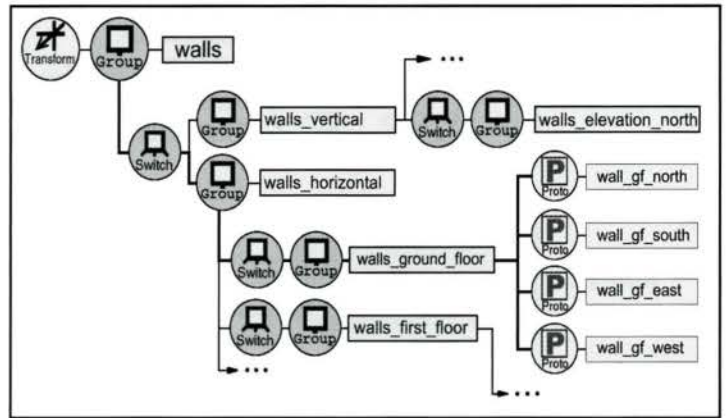 Transform
Group
walls
Group
walls_vertical
Switch
Group
walls_elevation_north
Switch
Group
walls_horizontal
Proto
wall_gf_north
Switch
Group
walls_ground_floor
Proto
wall_gf_south
Proto
wall_gf_east
Switch
Group
walls_first_floor
Proto
wall_gf_west